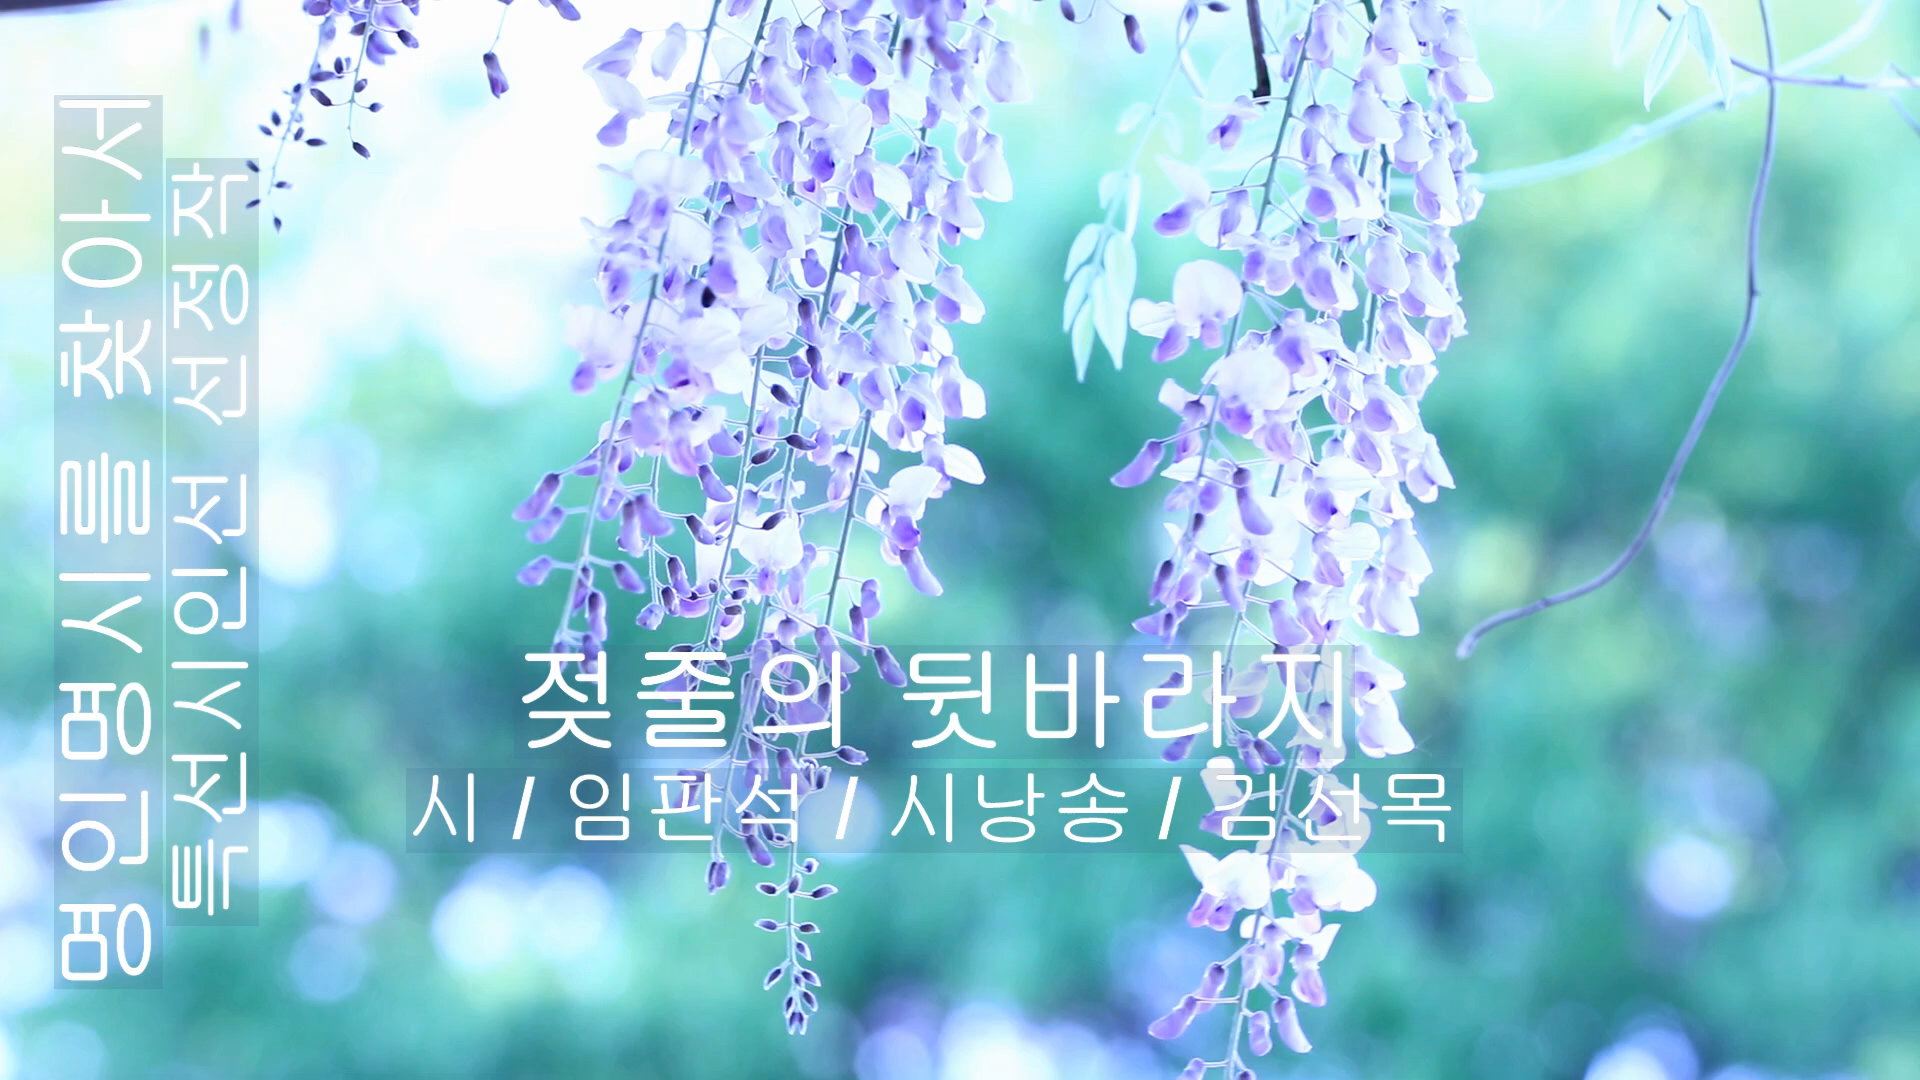 명인명시를 찾아서
특선시인선 선정작
젖줄의 뒷바라지
시 / 임판석 / 시낭송 / 김선목